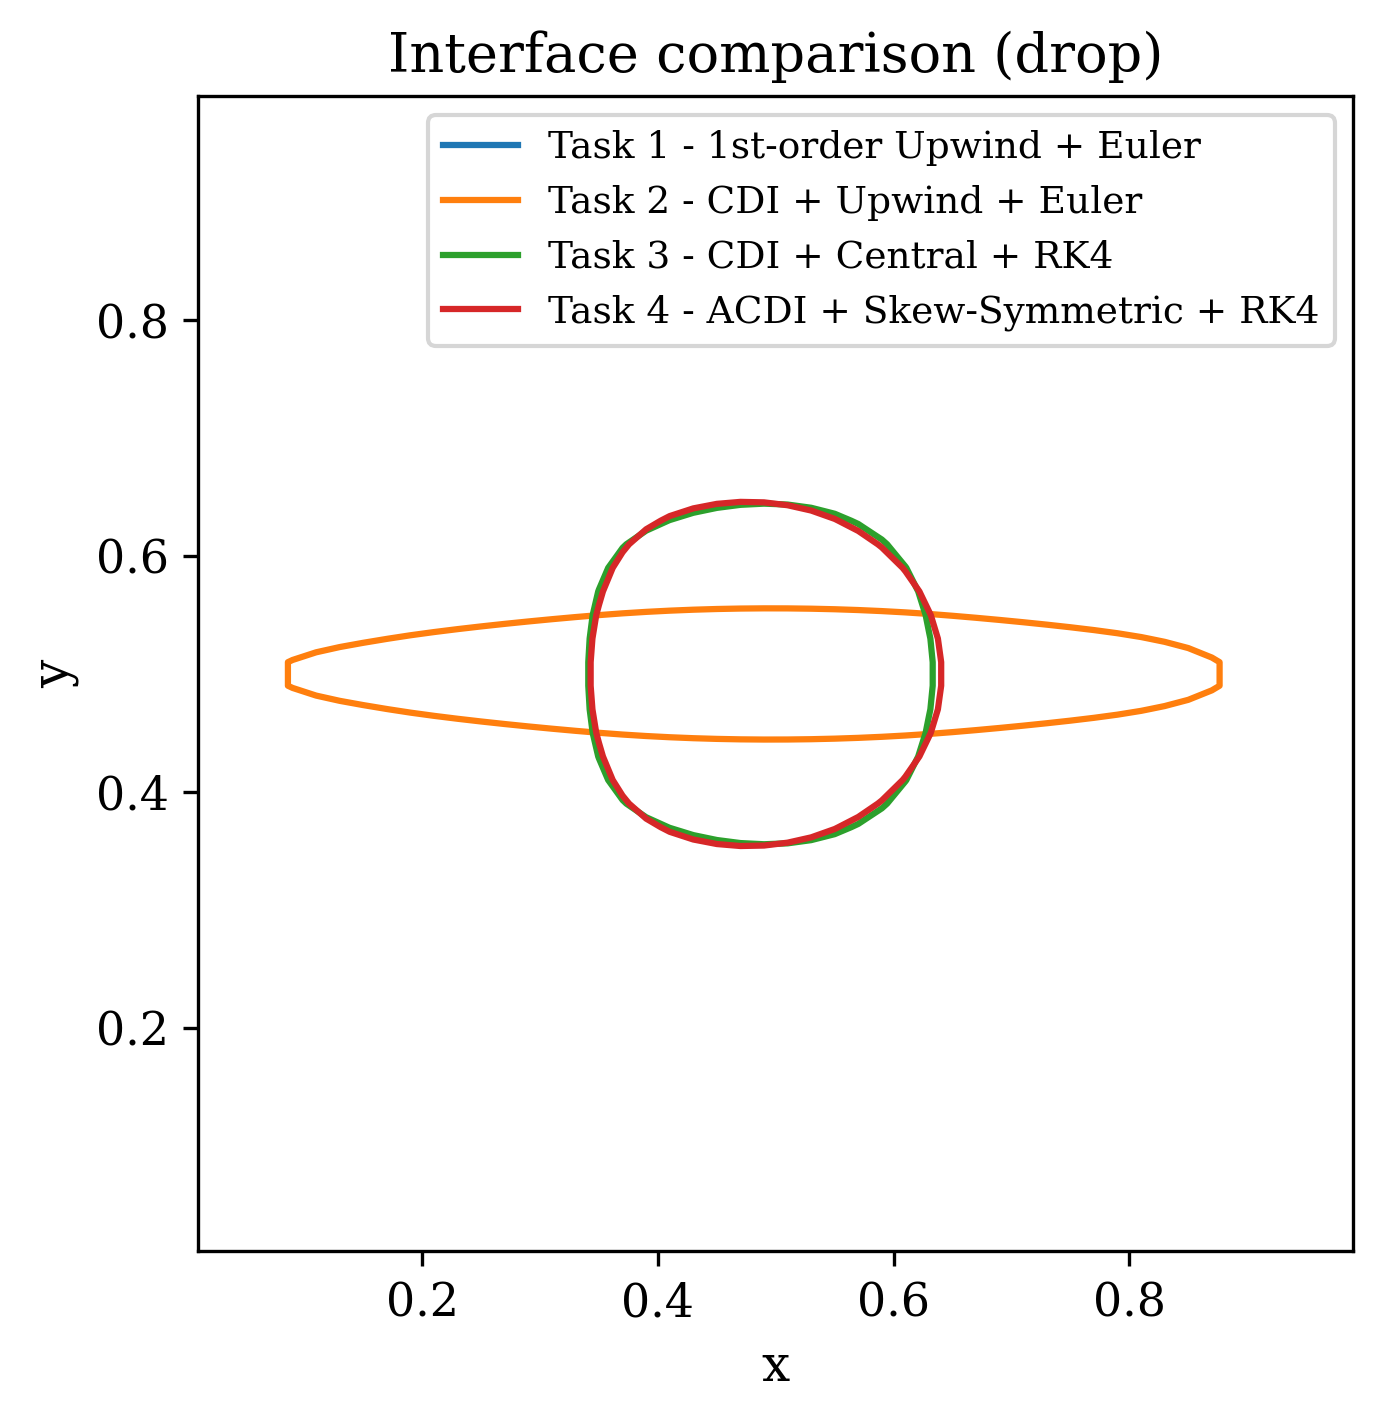 Interface comparison (drop)
Task 1 - 1st-order Upwind + Euler
Task 2 - CDI + Upwind + Euler
Task 3 - CDI + Central + RK4
Task 4 - ACDI + Skew-Symmetric + RK4
0.8
0.6
0.4
0.2
y
0.2 0.4 0.6 0.8
x